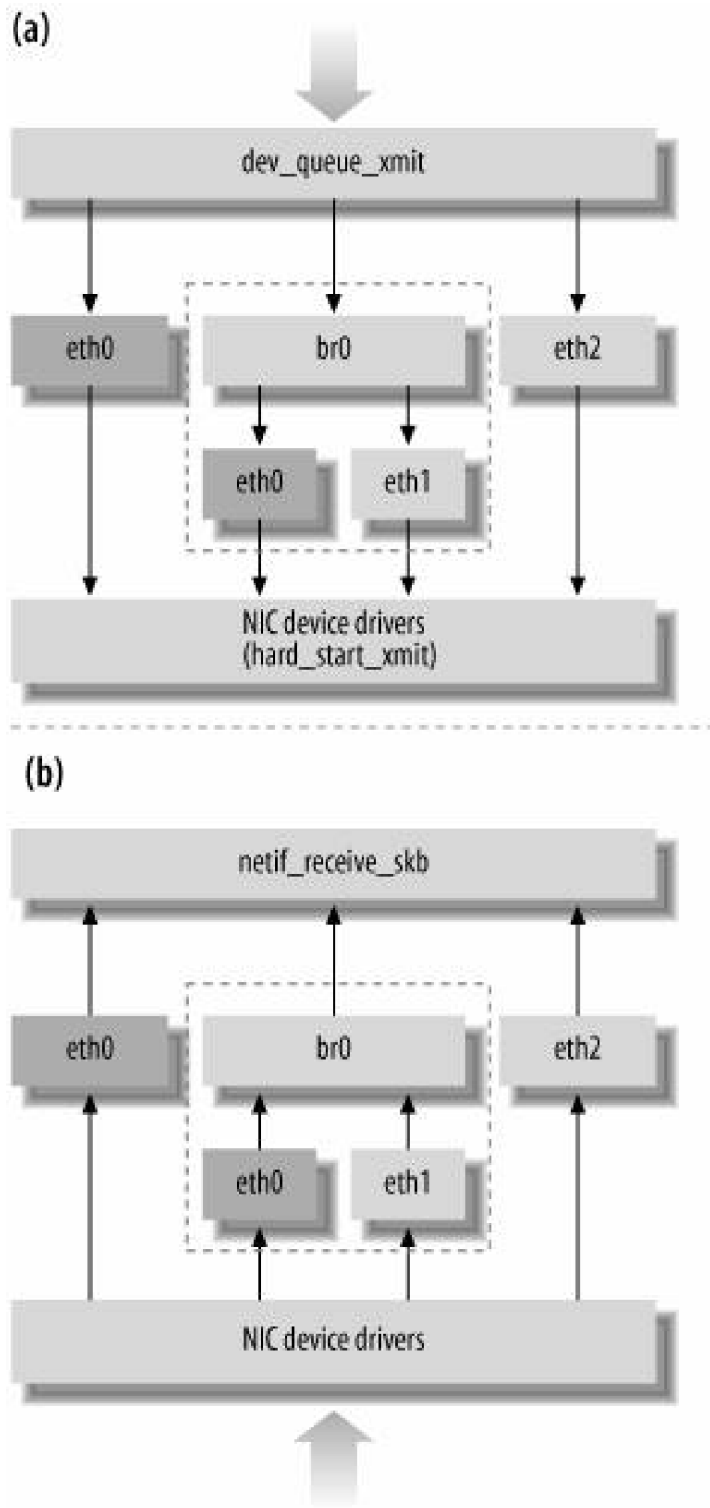 (a)
dev_queue_xmit
eth0
br0
eth2
eth0
eth1
NIC device drivers
(hard_start_xmit)
(b)
netif_receive_skb
eth0
br0
eth2
eth0
eth1
NIC device drivers